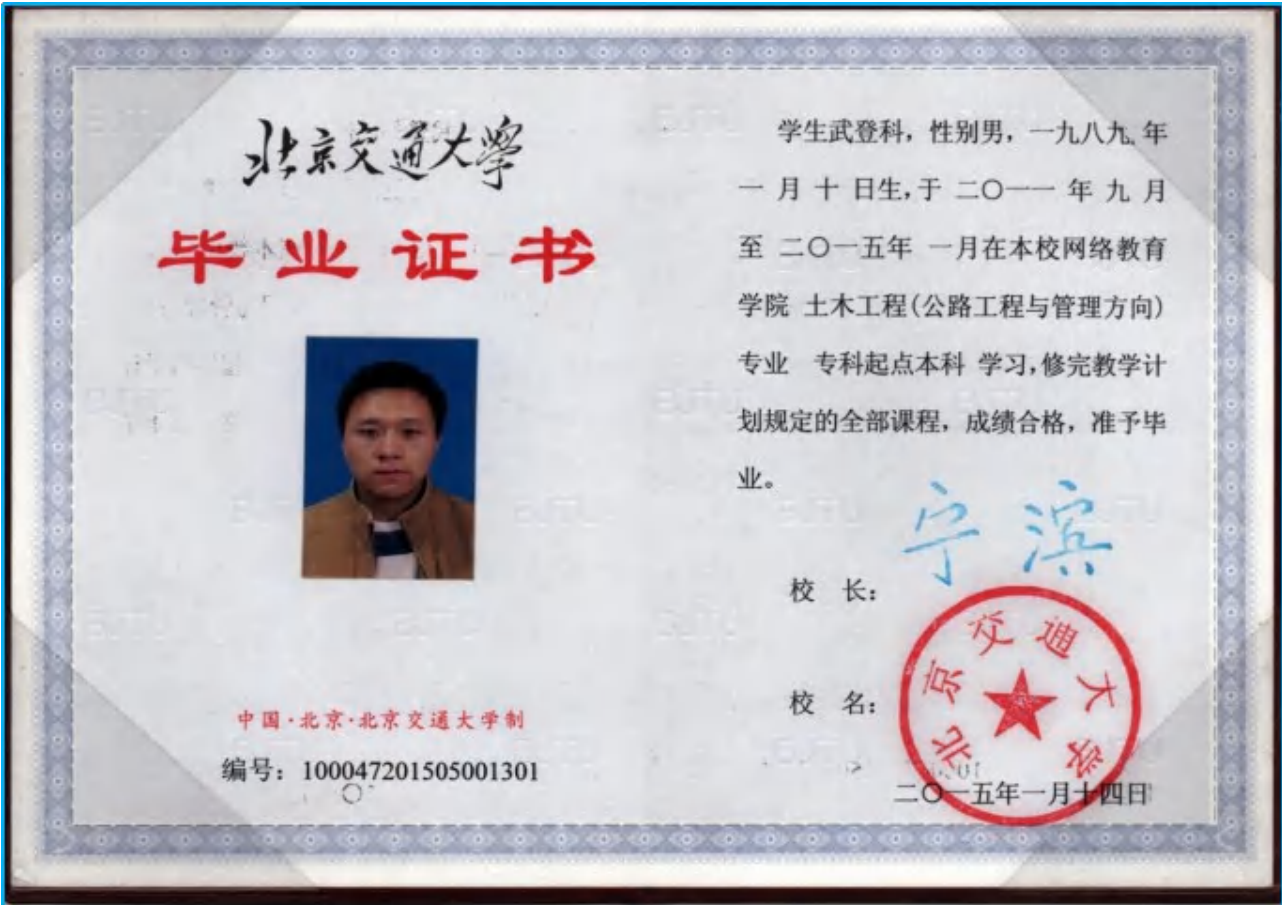 北京交通大學
毕业证书
中国·北京·北京交通大学制
编号：100047201505001301
学生武登科，性别男，一九八九年
一月十日生，于二〇一一年九月
至二〇一五年一月在本校网络教育
学院 土木工程(公路工程与管理方向)
专业 专科起点本科 学习，修完教学计
划规定的全部课程，成绩合格，准予毕
业。
校 长：宁滨
校 名：
北京交通大学
二〇一五年一月十四日